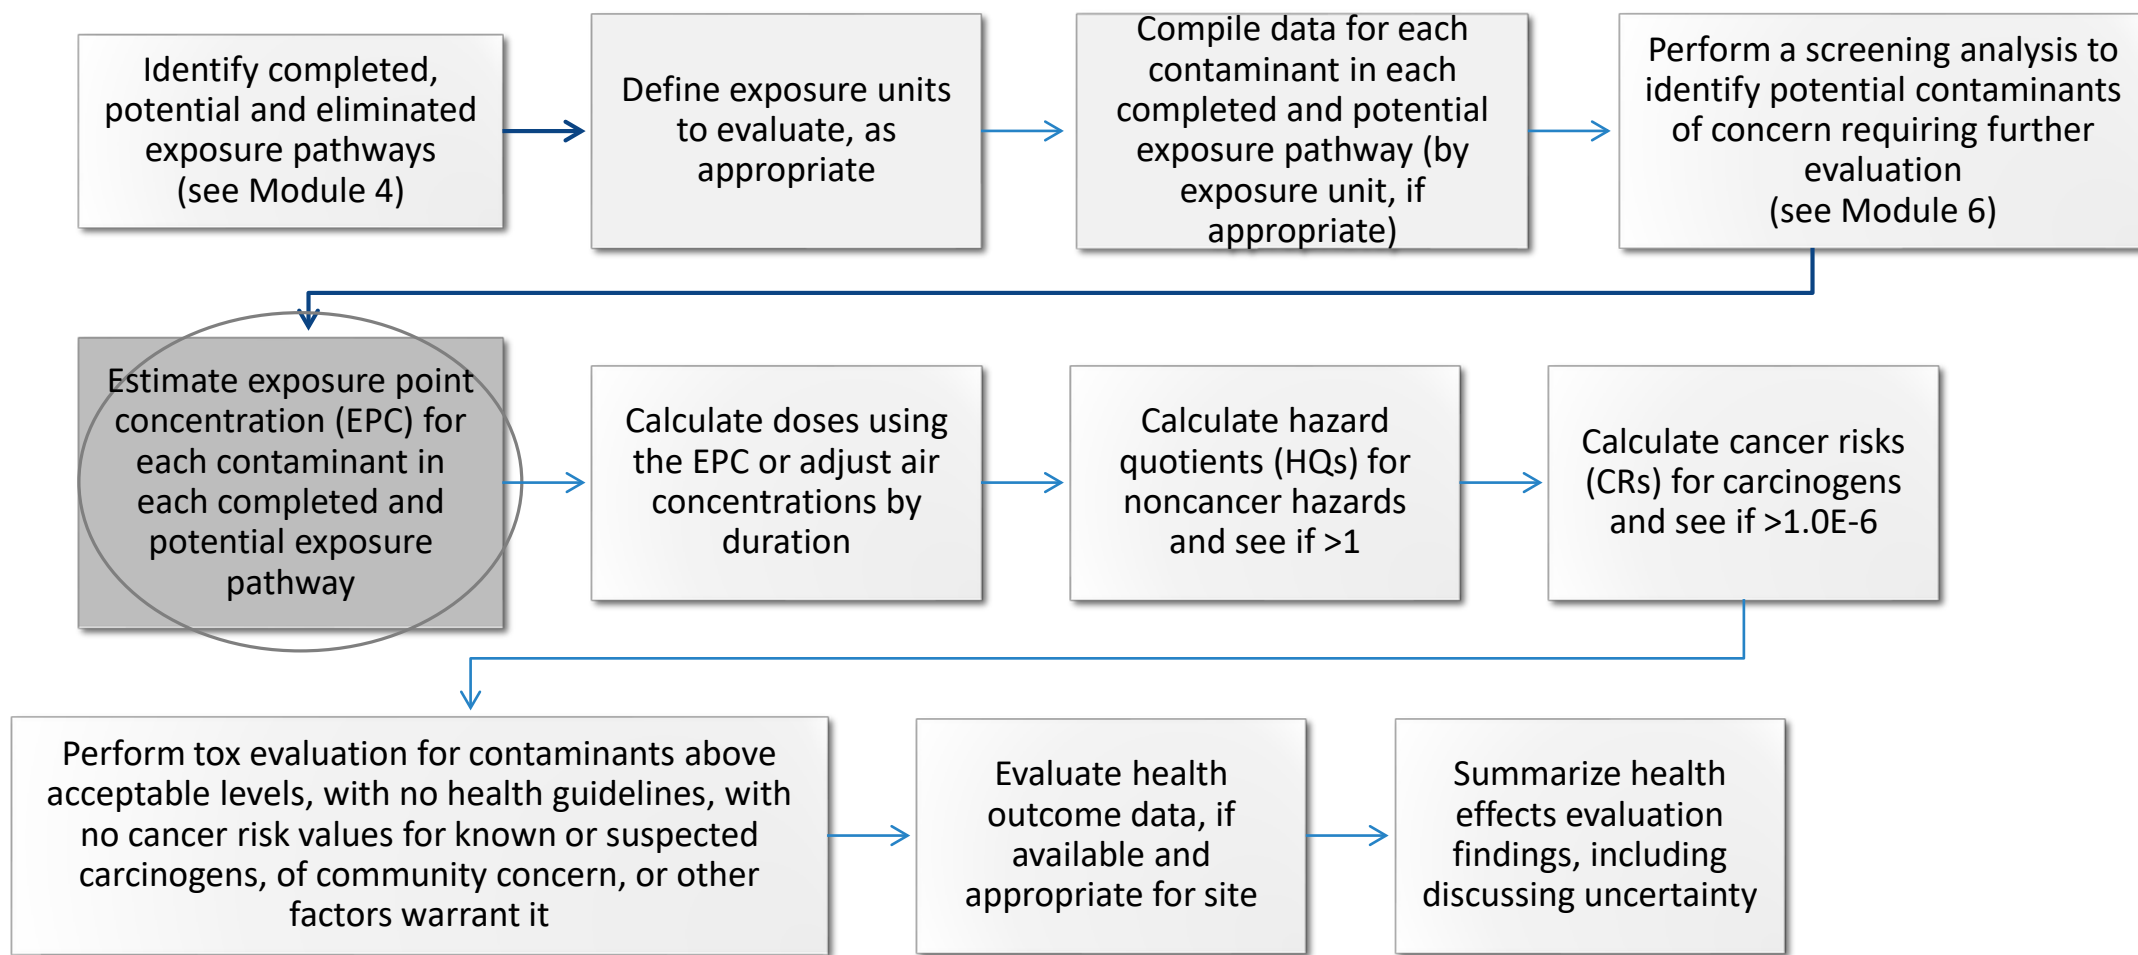 Identify completed,
potential and eliminated
exposure pathways
(see Module 4)
Define exposure units
to evaluate, as
appropriate
Compile data for each
contaminant in each
completed and potential
exposure pathway (by
exposure unit, if
appropriate)
Perform a screening analysis to
identify potential contaminants
of concern requiring further
evaluation
(see Module 6)
Estimate exposure point
concentration (EPC) for
each contaminant in
each completed and
potential exposure
pathway
Calculate doses using
the EPC or adjust air
concentrations by
duration
Calculate hazard
quotients (HQs) for
noncancer hazards
and see if >1
Calculate cancer risks
(CRs) for carcinogens
and see if >1.0E-6
Perform tox evaluation for contaminants above
acceptable levels, with no health guidelines, with
no cancer risk values for known or suspected
carcinogens, of community concern, or other
factors warrant it
Evaluate health
outcome data, if
available and
appropriate for site
Summarize health
effects evaluation
findings, including
discussing uncertainty